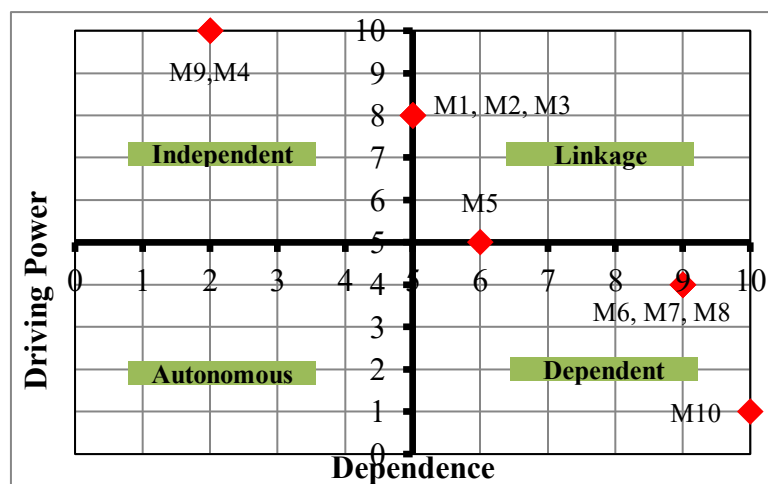 10
9
M9,M4
8
M1, M2, M3
Independent
7
Linkage
6
M5
5
0 1 2 3 4 5 6 7 8 9 10
4
M6, M7, M8
3
Autonomous
2
Dependent
1
M10
0
Driving Power
Dependence